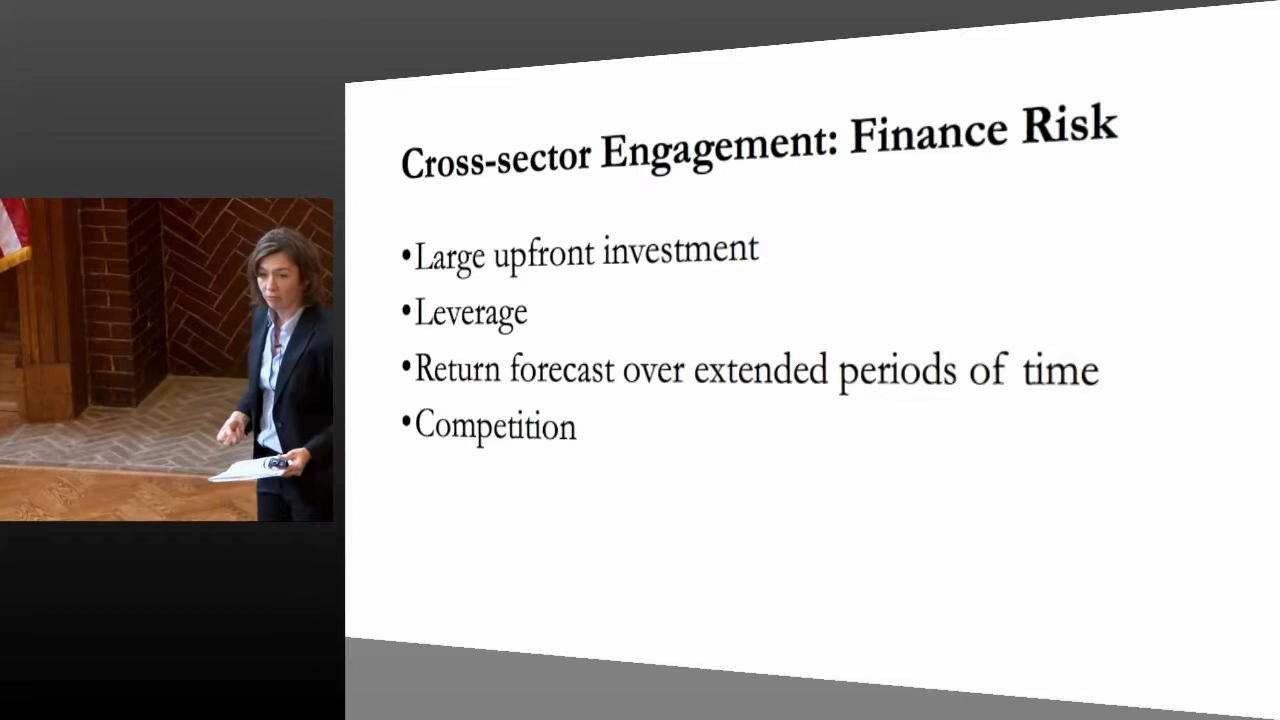 Cross-sector Engagement: Finance Risk
•Large upfront investment
•Leverage
•Return forecast over extended periods of time
•Competition